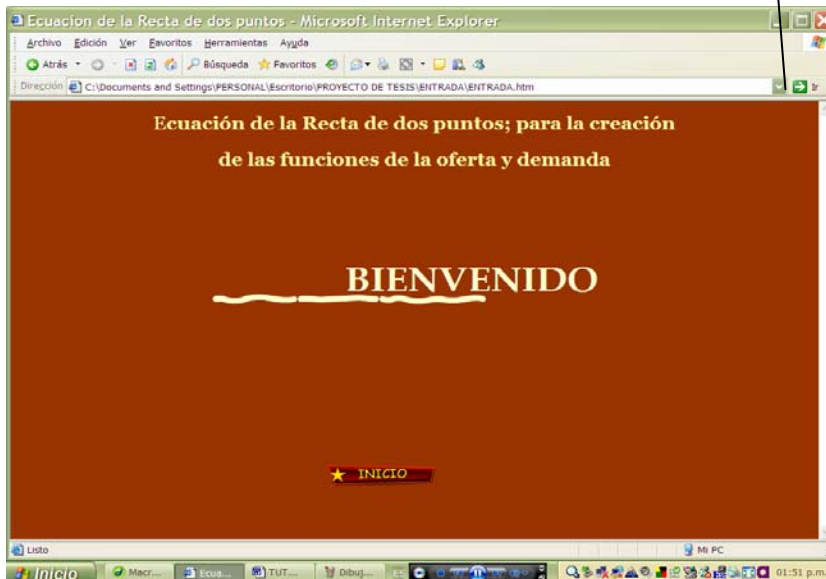 Ecuacion de la Recta de dos puntos - Microsoft Internet Explorer
Archivo Edición Ver Favoritos Herramientas Ayuda
Atrás Búsqueda Favoritos
Dirección C:\Documents and Settings\PERSONAL\Escritorio\PROYECTO DE TESIS\ENTRADA\ENTRADA.htm Ir
Ecuación de la Recta de dos puntos; para la creación
de las funciones de la oferta y demanda
BIENVENIDO
INICIO
Listo Mi PC
Inicio Macr... Ecua... TUT... Dibuj... 01:51 p.m.